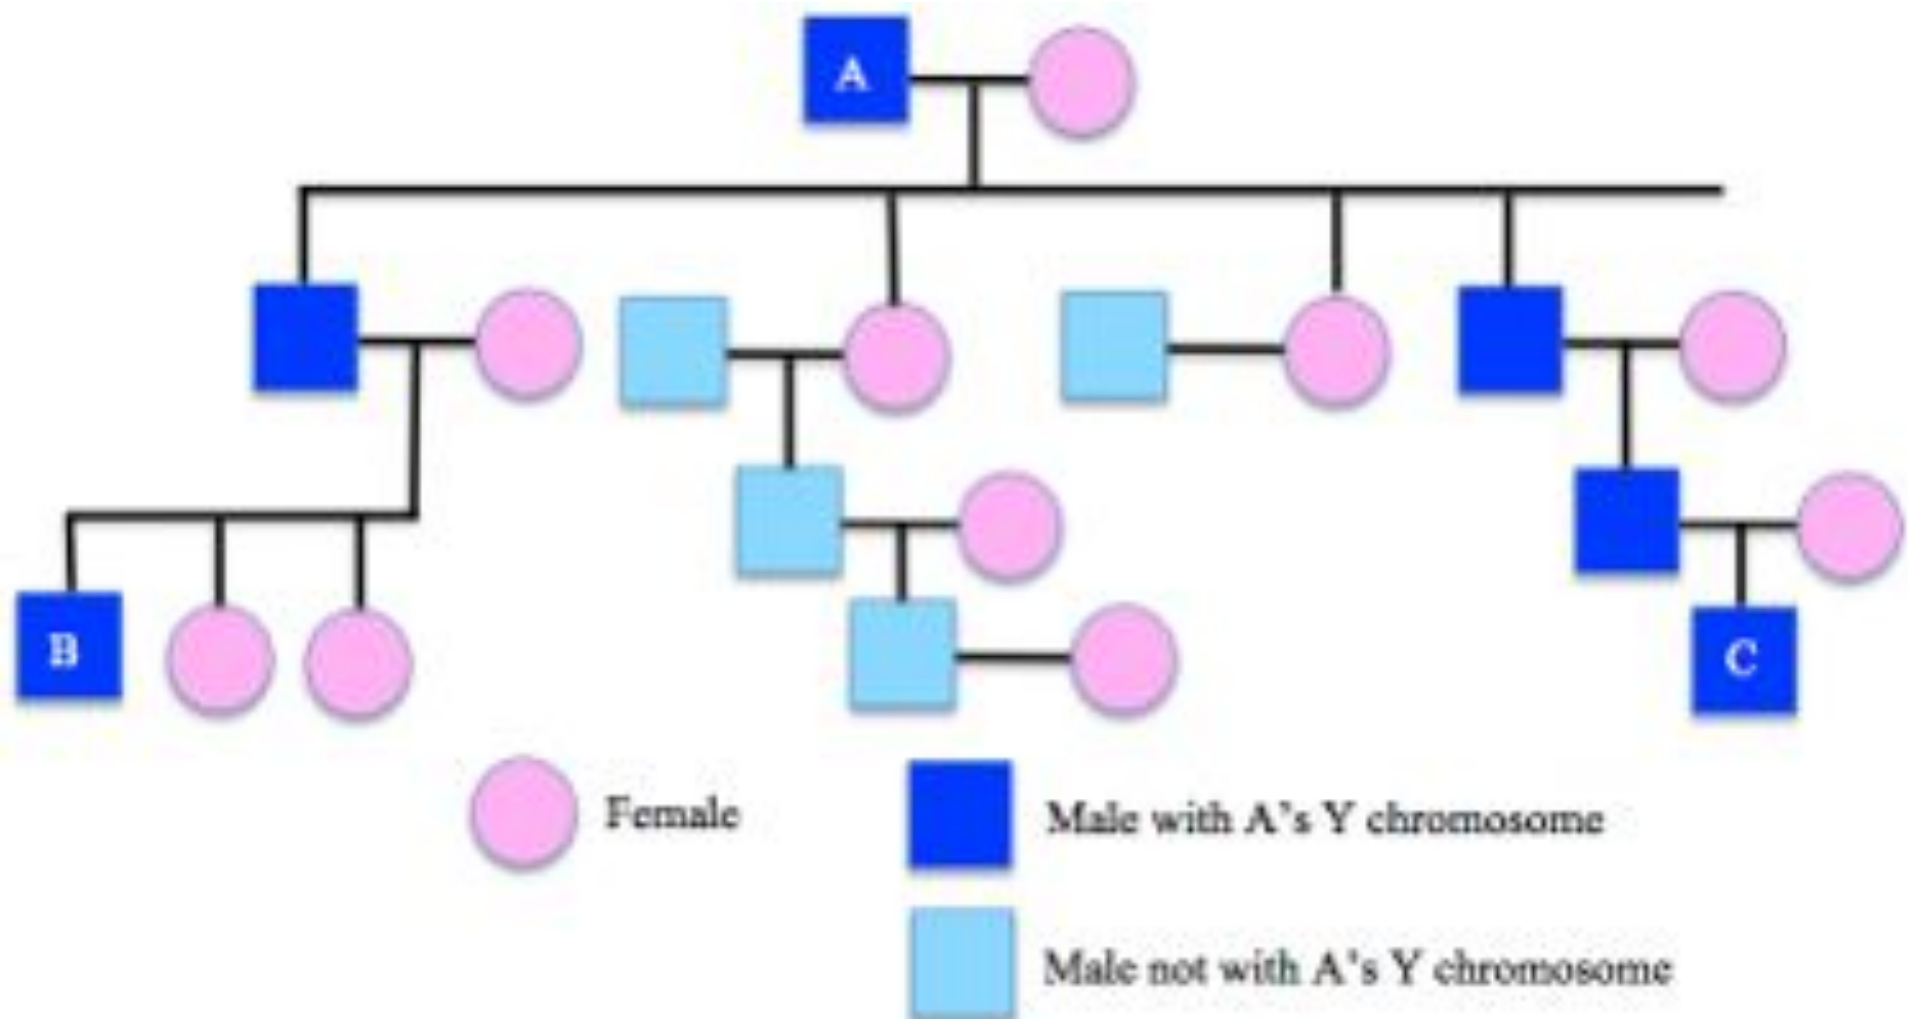 A
B
C
Female
Male with A's Y chromosome
Male not with A's Y chromosome